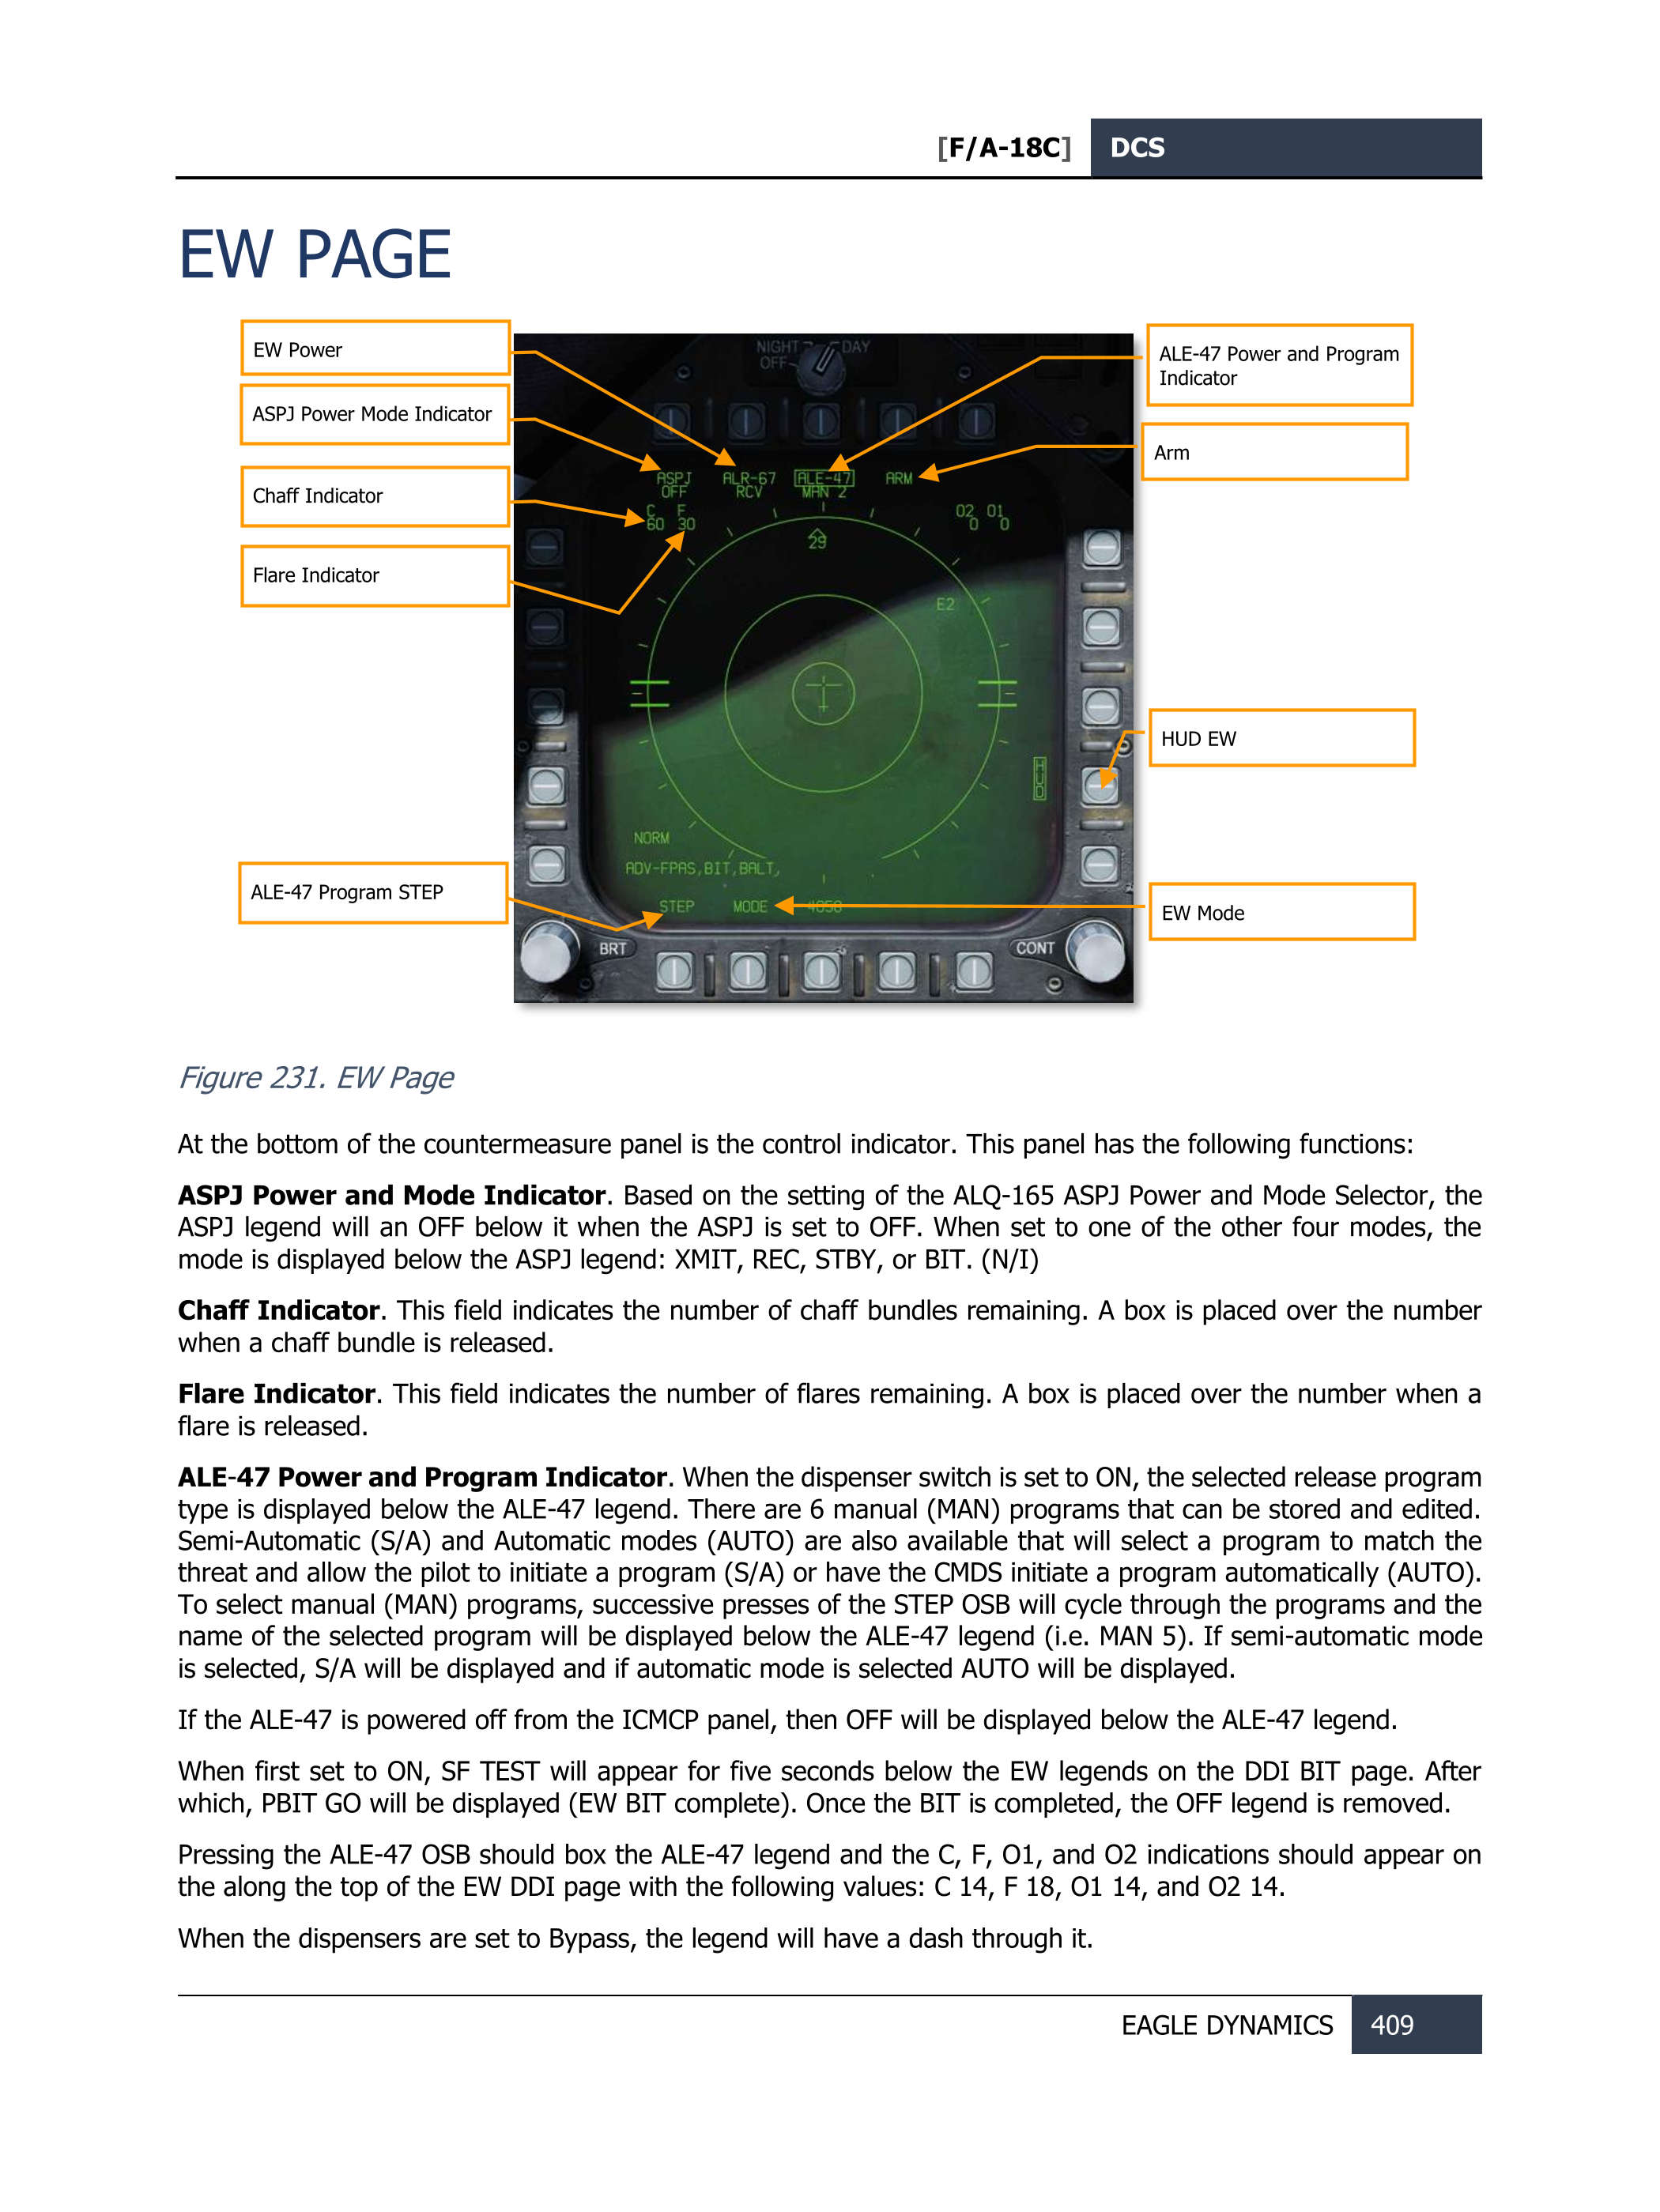 [F/A-18C] DCS
EW PAGE
EW Power
ASPJ Power Mode Indicator
Chaff Indicator
Flare Indicator
ALE-47 Program STEP
ALE-47 Power and Program
Indicator
Arm
HUD EW
EW Mode
NIGHT DAY
OFF
ASPJ ALR-67 ALE-47 ARM
OFF RCV MAN 2
C F O2 O1
60 30 0 0
29
E2
HUD
NORM
ADV-FPAS,BIT,BALT,
STEP MODE 4050
BRT CONT
Figure 231. EW Page
At the bottom of the countermeasure panel is the control indicator. This panel has the following functions:
ASPJ Power and Mode Indicator. Based on the setting of the ALQ-165 ASPJ Power and Mode Selector, the
ASPJ legend will an OFF below it when the ASPJ is set to OFF. When set to one of the other four modes, the
mode is displayed below the ASPJ legend: XMIT, REC, STBY, or BIT. (N/I)
Chaff Indicator. This field indicates the number of chaff bundles remaining. A box is placed over the number
when a chaff bundle is released.
Flare Indicator. This field indicates the number of flares remaining. A box is placed over the number when a
flare is released.
ALE-47 Power and Program Indicator. When the dispenser switch is set to ON, the selected release program
type is displayed below the ALE-47 legend. There are 6 manual (MAN) programs that can be stored and edited.
Semi-Automatic (S/A) and Automatic modes (AUTO) are also available that will select a program to match the
threat and allow the pilot to initiate a program (S/A) or have the CMDS initiate a program automatically (AUTO).
To select manual (MAN) programs, successive presses of the STEP OSB will cycle through the programs and the
name of the selected program will be displayed below the ALE-47 legend (i.e. MAN 5). If semi-automatic mode
is selected, S/A will be displayed and if automatic mode is selected AUTO will be displayed.
If the ALE-47 is powered off from the ICMCP panel, then OFF will be displayed below the ALE-47 legend.
When first set to ON, SF TEST will appear for five seconds below the EW legends on the DDI BIT page. After
which, PBIT GO will be displayed (EW BIT complete). Once the BIT is completed, the OFF legend is removed.
Pressing the ALE-47 OSB should box the ALE-47 legend and the C, F, O1, and O2 indications should appear on
the along the top of the EW DDI page with the following values: C 14, F 18, O1 14, and O2 14.
When the dispensers are set to Bypass, the legend will have a dash through it.
EAGLE DYNAMICS 409